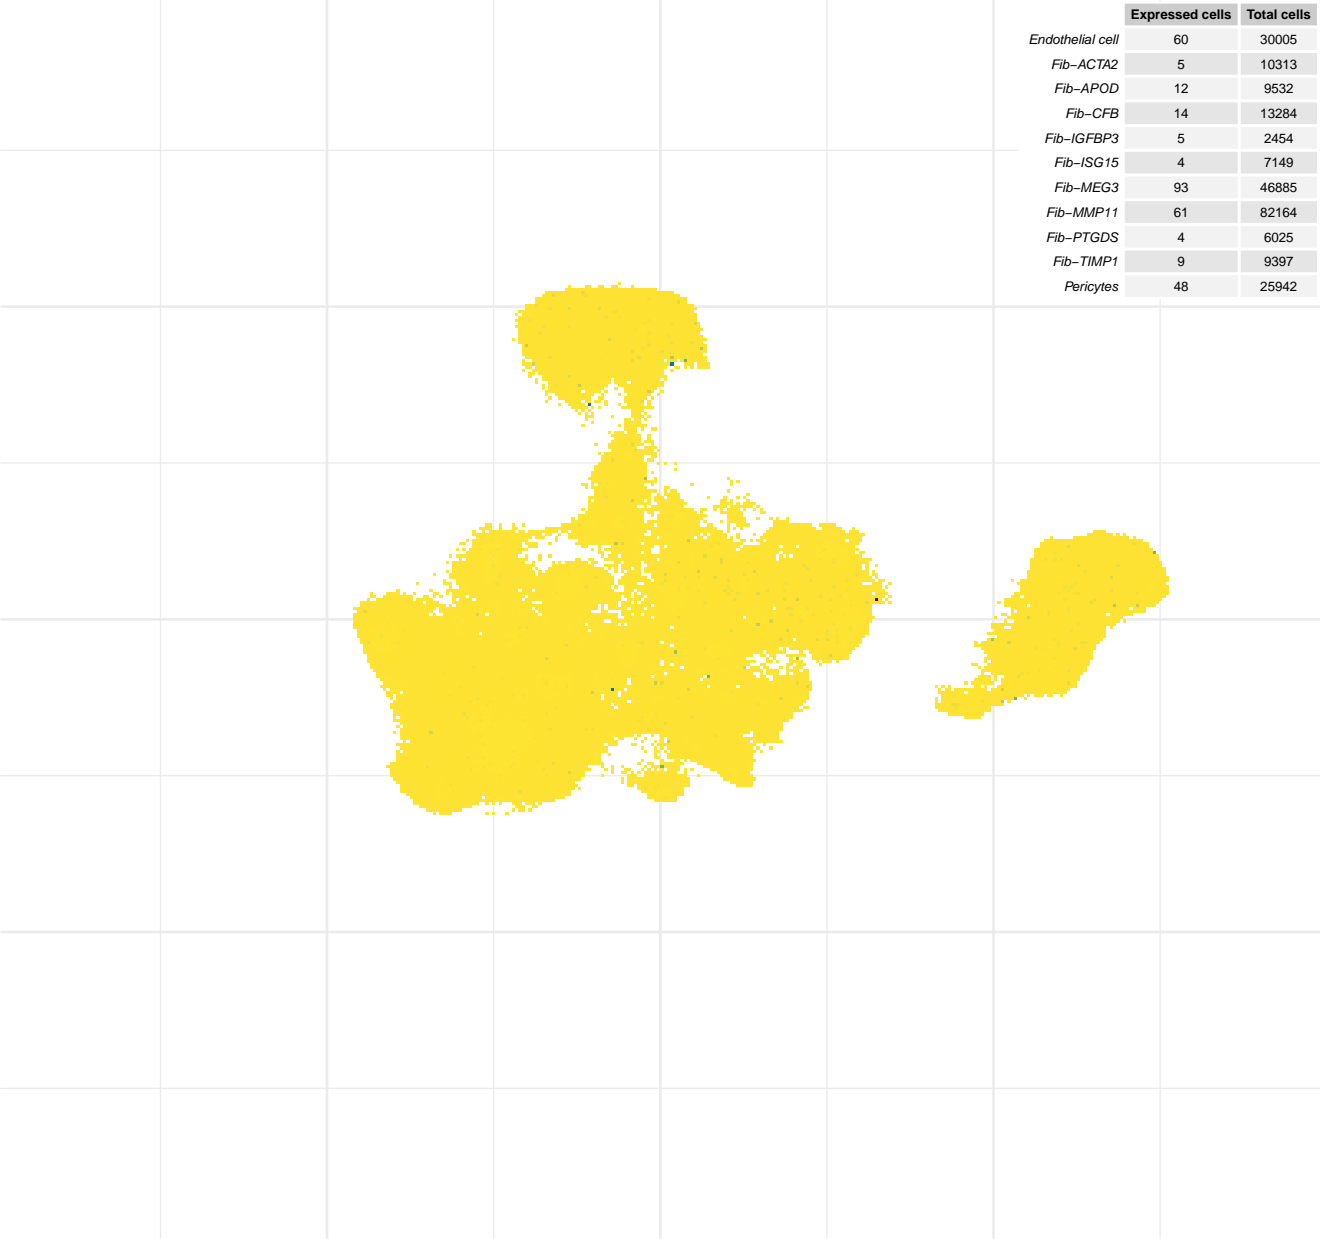 Expressed cells Total cells
Endothelial cell 60 30005
Fib−ACTA2 5 10313
Fib−APOD 12 9532
Fib−CFB 14 13284
Fib−IGFBP3 5 2454
Fib−ISG15 4 7149
Fib−MEG3 93 46885
Fib−MMP11 61 82164
Fib−PTGDS 4 6025
Fib−TIMP1 9 9397
Pericytes 48 25942